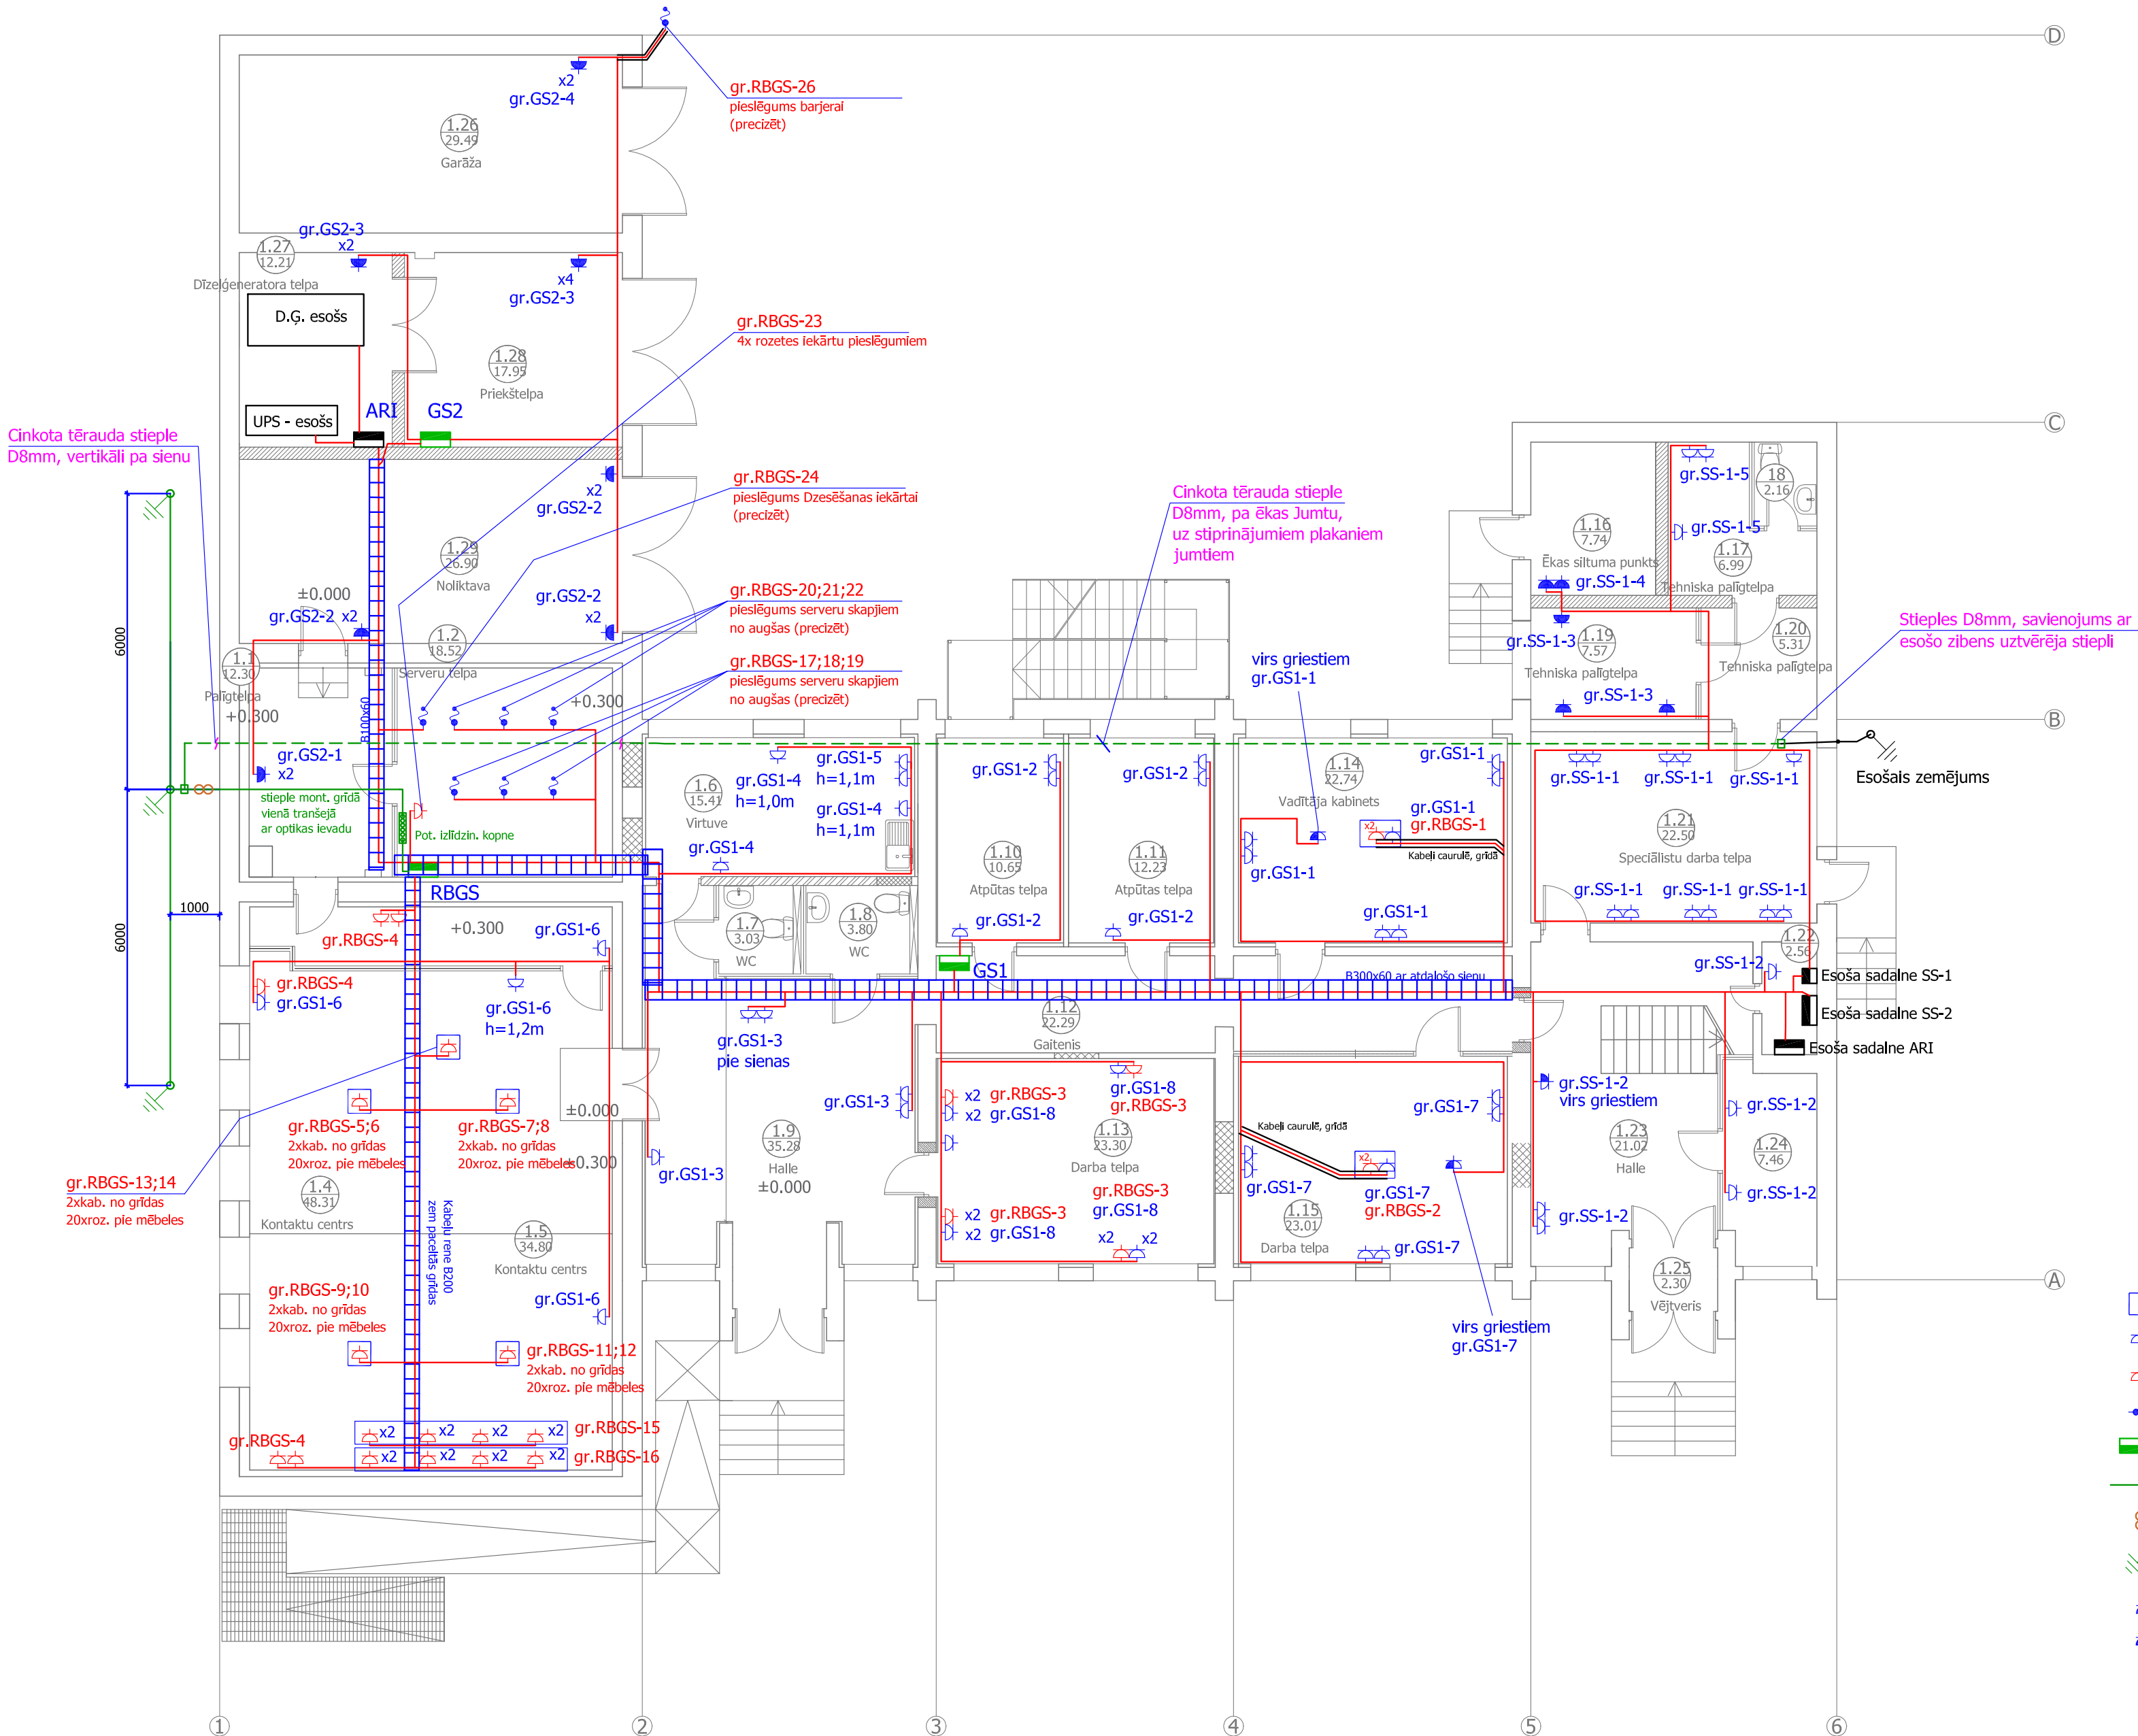 D
gr.RBGS-26
pieslēgums barjerai
(precizēt)
x2
gr.GS2-4
1.26
29.49
Garāža
gr.GS2-3
x2
1.27
12.21
Dīzeļģeneratora telpa
x4
gr.GS2-3
D.Ģ. esošs
gr.RBGS-23
4x rozetes iekārtu pieslēgumiem
1.28
17.95
Priekštelpa
UPS - esošs
ARI
GS2
C
Cinkota tērauda stieple
D8mm, vertikāli pa sienu
gr.RBGS-24
pieslēgums Dzesēšanas iekārtai
(precizēt)
x2
gr.GS2-2
Cinkota tērauda stieple
D8mm, pa ēkas Jumtu,
uz stiprinājumiem plakaniem
jumtiem
gr.SS-1-5
18
2.16
gr.SS-1-5
1.16
7.74
Ēkas siltuma punkts
1.17
6.99
Tehniska palīgtelpa
gr.SS-1-4
1.29
26.90
Noliktava
±0.000
gr.GS2-2 x2
gr.GS2-2
x2
gr.RBGS-20;21;22
pieslēgums serveru skapjiem
no augšas (precizēt)
Stieples D8mm, savienojums ar
esošo zibens uztvērēja stiepli
gr.SS-1-3
1.19
7.57
Tehniska palīgtelpa
1.20
5.31
Tehniska palīgtelpa
gr.SS-1-3
6000
1.1
12.30
Palīgtelpa
+0.300
1.2
18.52
Serveru telpa
+0.300
B100x60
gr.RBGS-17;18;19
pieslēgums serveru skapjiem
no augšas (precizēt)
virs griestiem
gr.GS1-1
B
gr.GS2-1
x2
stieple mont. grīdā
vienā tranšejā
ar optikas ievadu
Pot. izlīdzin. kopne
1.6
15.41
Virtuve
gr.GS1-4
h=1,0m
gr.GS1-5
h=1,1m
gr.GS1-4
h=1,1m
gr.GS1-4
gr.GS1-2
gr.GS1-2
1.14
22.74
Vadītāja kabinets
gr.GS1-1
gr.GS1-1
gr.RBGS-1
x2
Kabeļi caurulē, grīdā
gr.GS1-1
gr.GS1-1
gr.SS-1-1
gr.SS-1-1
gr.SS-1-1
Esošais zemējums
1.21
22.50
Speciālistu darba telpa
gr.SS-1-1
gr.SS-1-1
gr.SS-1-1
1.10
10.65
Atpūtas telpa
gr.GS1-2
1.11
12.23
Atpūtas telpa
gr.GS1-2
RBGS
1000
6000
gr.RBGS-4
+0.300
gr.GS1-6
1.7
3.03
WC
1.8
3.80
WC
GS1
B300x60 ar atdalošo sienu
1.22
2.56
gr.SS-1-2
Esoša sadalne SS-1
Esoša sadalne SS-2
Esoša sadalne ARI
gr.RBGS-4
gr.GS1-6
gr.GS1-6
h=1,2m
gr.GS1-3
pie sienas
1.12
22.29
Gaitenis
gr.RBGS-5;6
2xkab. no grīdas
20xroz. pie mēbeles
gr.RBGS-7;8
2xkab. no grīdas
20xroz. pie mēbeles
±0.000
+0.300
gr.GS1-3
gr.GS1-3
1.9
35.28
Halle
±0.000
x2 gr.RBGS-3
x2 gr.GS1-8
gr.GS1-8
gr.RBGS-3
1.13
23.30
Darba telpa
gr.RBGS-3
gr.GS1-8
x2 gr.RBGS-3
x2 gr.GS1-8
x2
x2
gr.GS1-7
Kabeļi caurulē, grīdā
x2
gr.GS1-7
gr.GS1-7
gr.RBGS-2
1.15
23.01
Darba telpa
gr.GS1-7
virs griestiem
gr.GS1-7
gr.SS-1-2
virs griestiem
1.23
21.02
Halle
gr.SS-1-2
gr.SS-1-2
1.24
7.46
gr.SS-1-2
1.25
2.30
Vējtveris
A
gr.RBGS-13;14
2xkab. no grīdas
20xroz. pie mēbeles
1.4
48.31
Kontaktu centrs
1.5
34.80
Kontaktu centrs
Kabeļu rene B200
zem paceltās grīdas
gr.GS1-6
gr.RBGS-9;10
2xkab. no grīdas
20xroz. pie mēbeles
gr.RBGS-11;12
2xkab. no grīdas
20xroz. pie mēbeles
x2 x2 x2 x2 gr.RBGS-15
gr.RBGS-4
x2 x2 x2 x2 gr.RBGS-16
1 2 3 4 5 6